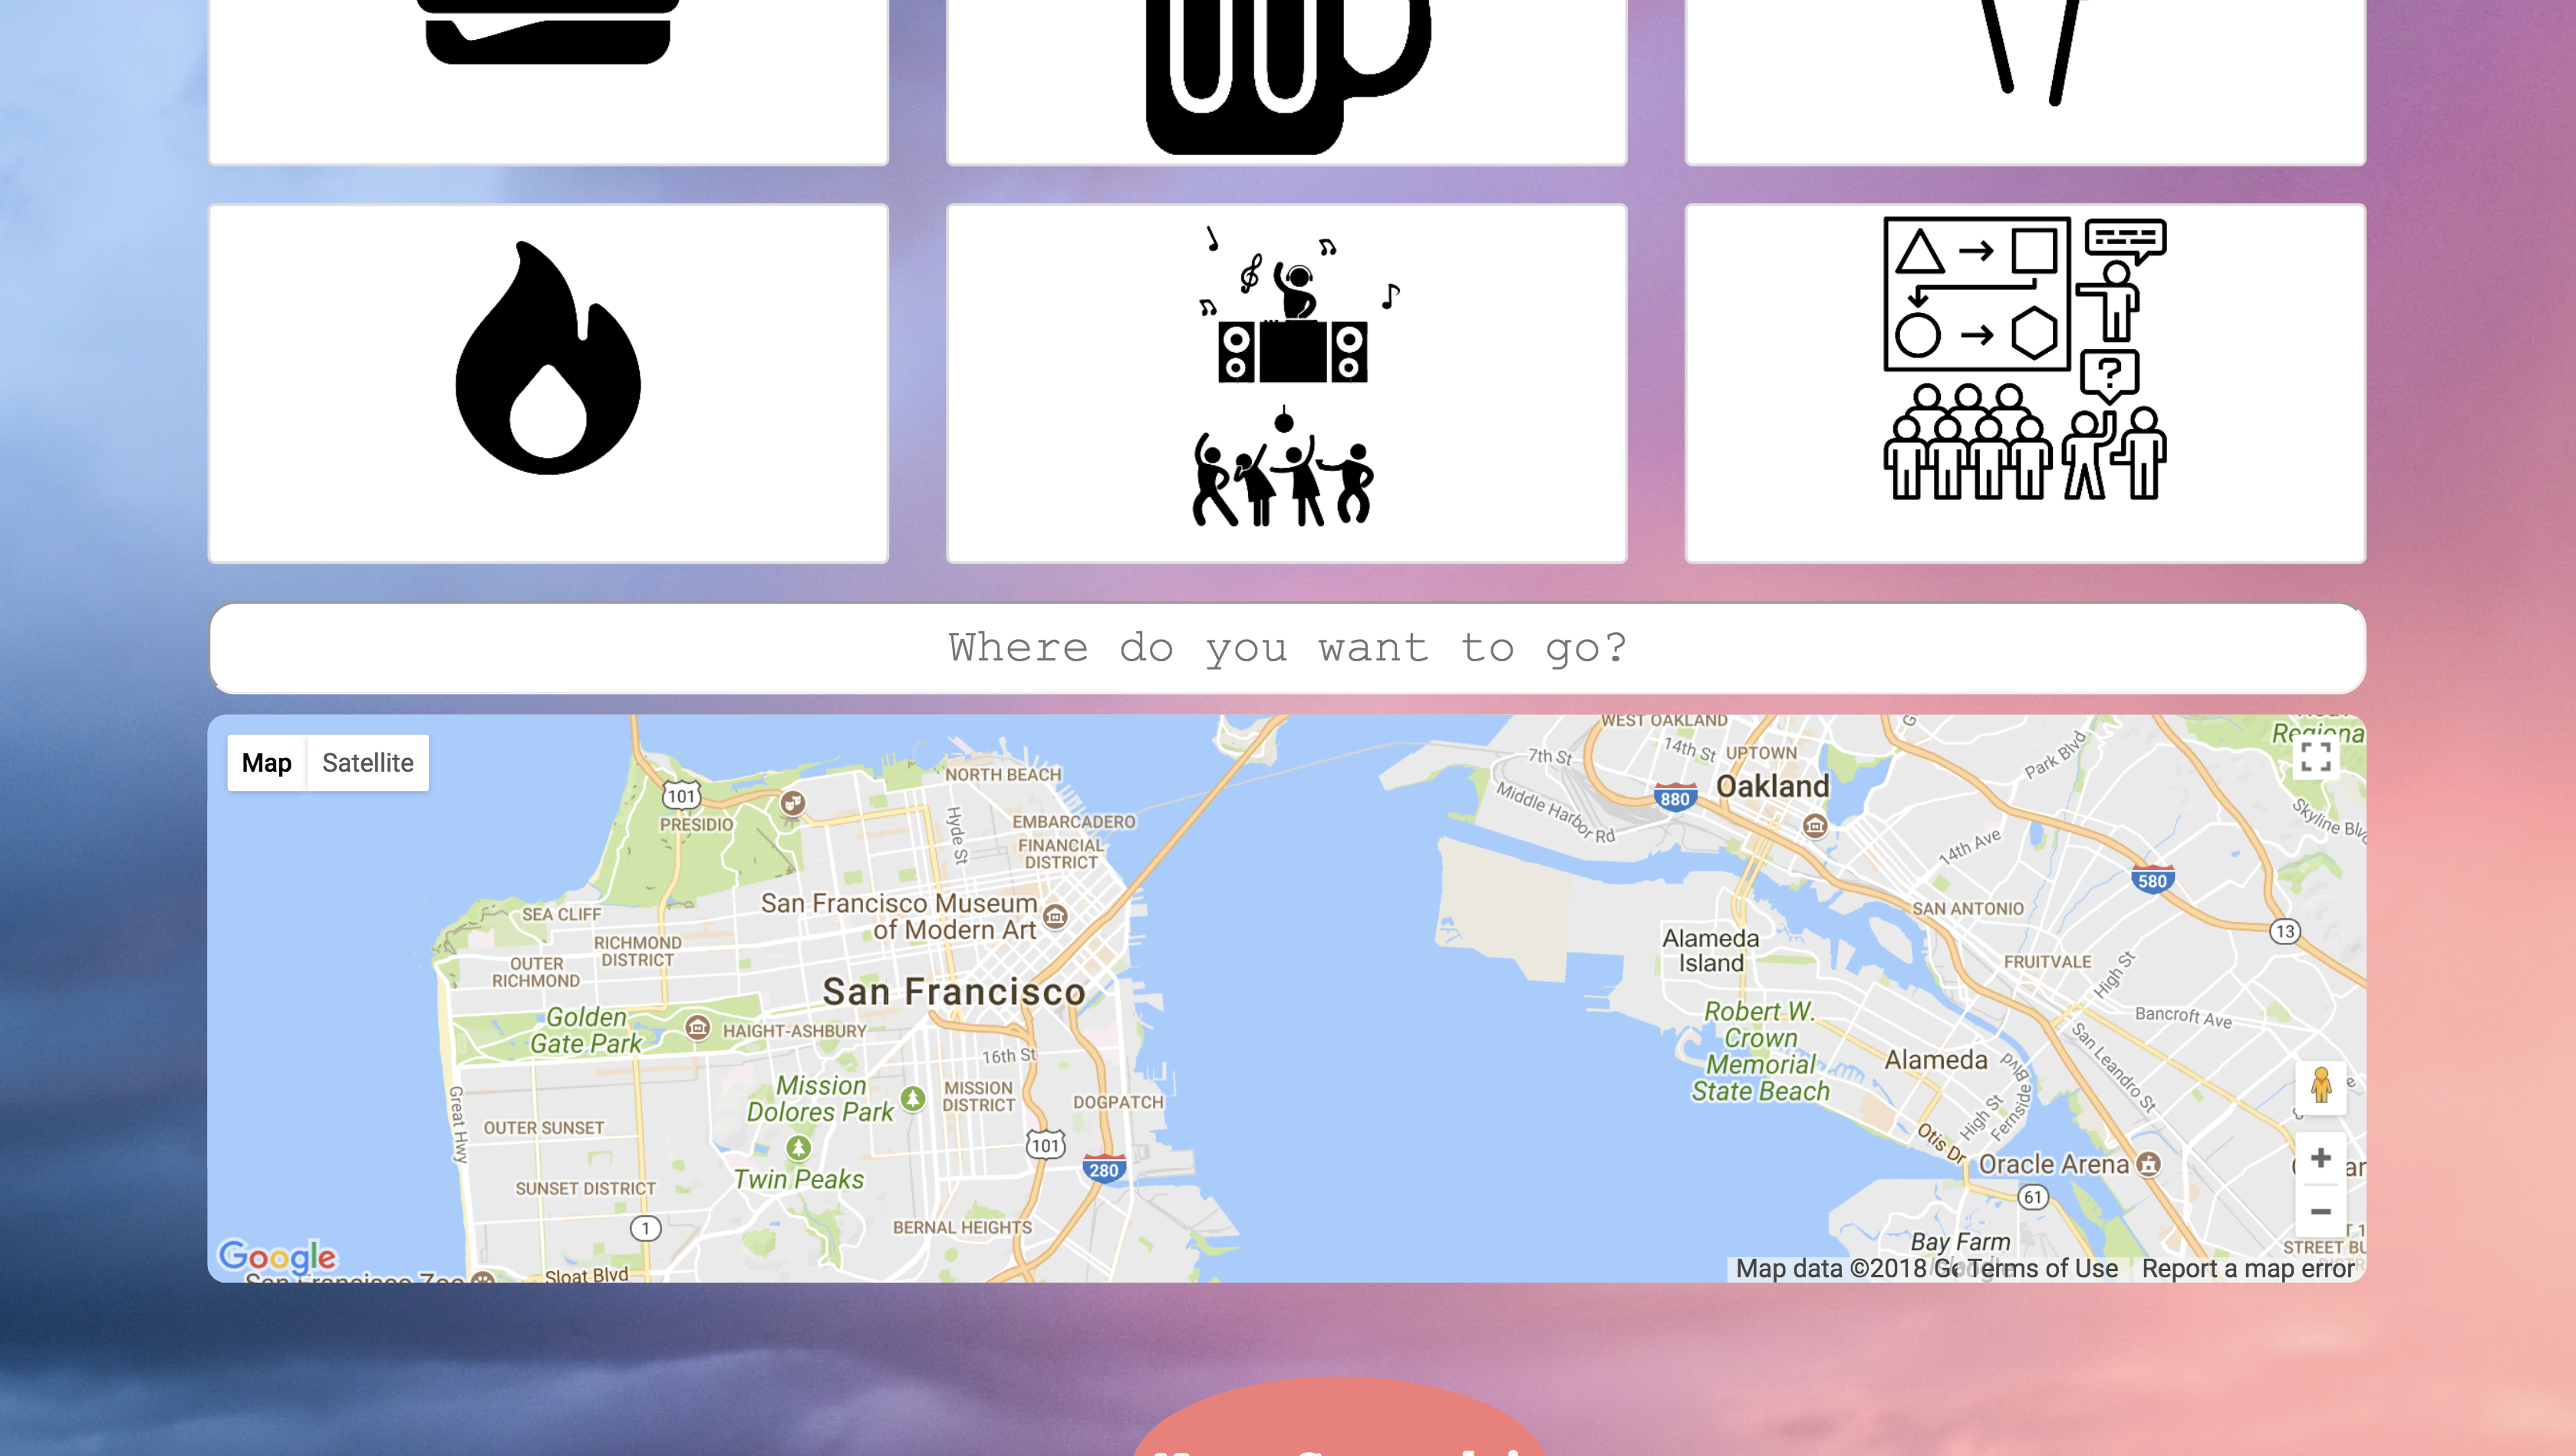 ?
Where do you want to go?
Map
Satellite
WEST OAKLAND
7th St
14th St
UPTOWN
Oakland
880
Middle Harbor Rd
Park Blvd
14th Ave
580
13
SAN ANTONIO
FRUITVALE
High St
Bancroft Ave
San Leandro St
101
PRESIDIO
NORTH BEACH
Hyde St
EMBARCADERO
FINANCIAL
DISTRICT
San Francisco Museum
of Modern Art
SEA CLIFF
RICHMOND
DISTRICT
OUTER
RICHMOND
San Francisco
Golden
Gate Park
HAIGHT-ASHBURY
16th St
Mission
Dolores Park
MISSION
DISTRICT
DOGPATCH
Great Hwy
OUTER SUNSET
101
280
Twin Peaks
SUNSET DISTRICT
1
BERNAL HEIGHTS
Sloat Blvd
Alameda
Island
Robert W.
Crown
Memorial
State Beach
Alameda
Fernside Blvd
High St
Otis Dr
Oracle Arena
61
Bay Farm
Google
Map data ©2018
Terms of Use
Report a map error